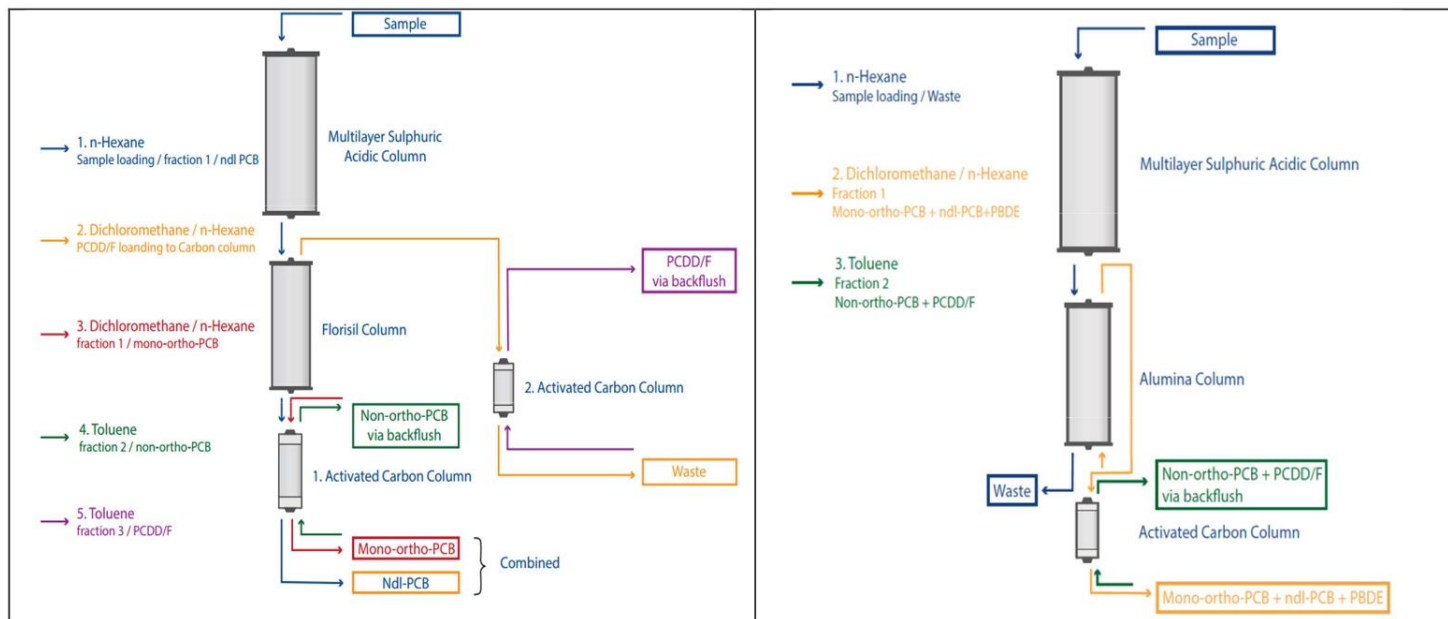 Sample
Multilayer Sulphuric
Acidic Column
1. n-Hexane
Sample loading / fraction 1 / ndl PCB
2. Dichloromethane / n-Hexane
PCDD/F loanding to Carbon column
PCDD/F
via backflush
3. Dichloromethane / n-Hexane
fraction 1 / mono-ortho-PCB
Florisil Column
2. Activated Carbon Column
Non-ortho-PCB
via backflush
4. Toluene
fraction 2 / non-ortho-PCB
1. Activated Carbon Column
Waste
5. Toluene
fraction 3 / PCDD/F
Mono-ortho-PCB
Ndl-PCB
Combined
Sample
1. n-Hexane
Sample loading / Waste
Multilayer Sulphuric Acidic Column
2. Dichloromethane / n-Hexane
Fraction 1
Mono-ortho-PCB + ndl-PCB+PBDE
3. Toluene
Fraction 2
Non-ortho-PCB + PCDD/F
Alumina Column
Waste
Non-ortho-PCB + PCDD/F
via backflush
Activated Carbon Column
Mono-ortho-PCB + ndl-PCB + PBDE